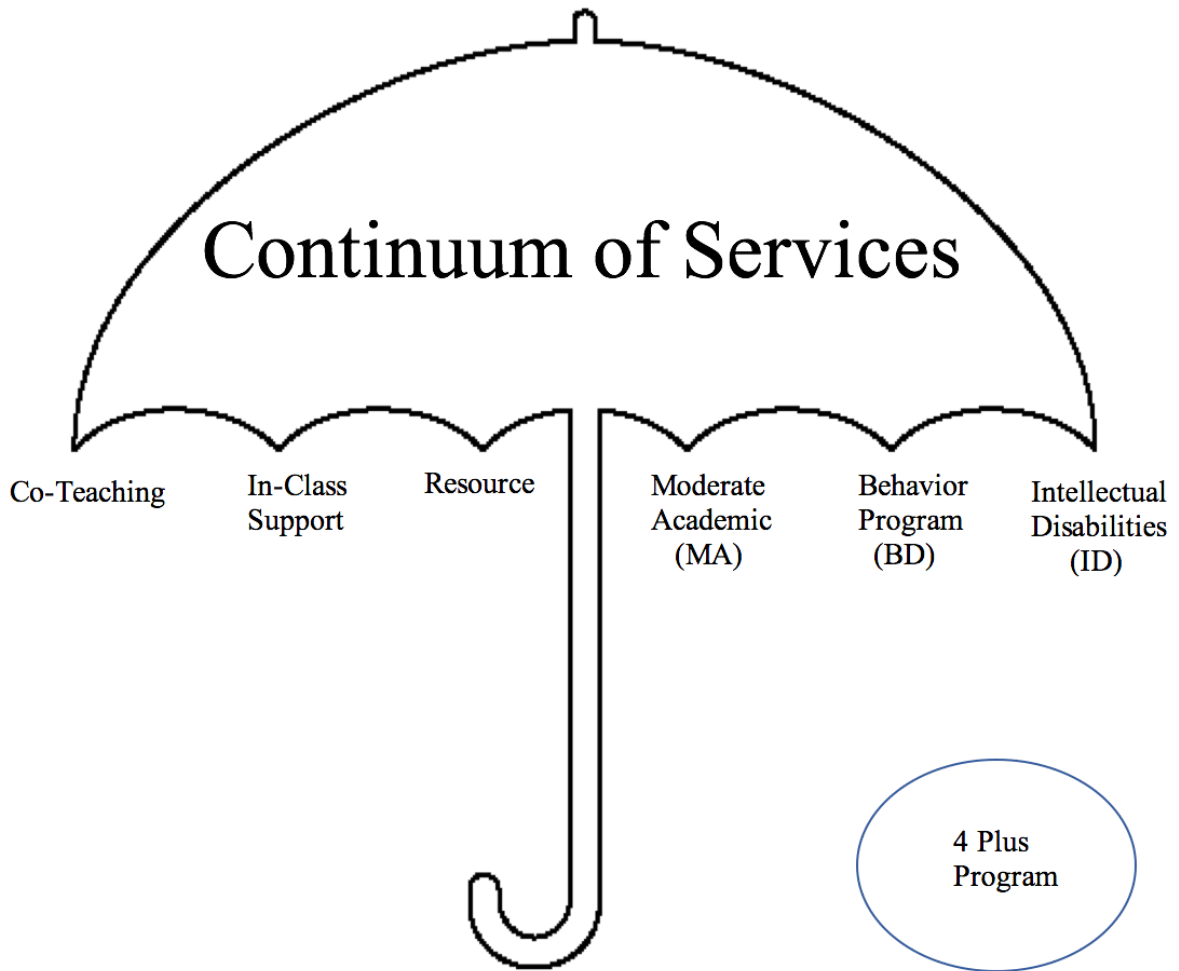 Continuum of Services
Co-Teaching
In-Class
Support
Resource
Moderate
Academic
(MA)
Behavior
Program
(BD)
Intellectual
Disabilities
(ID)
4 Plus
Program